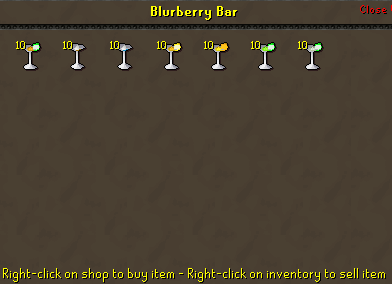 Blurberry Bar
Close
10 10 10 10 10 10 10
Right-click on shop to buy item - Right-click on inventory to sell item